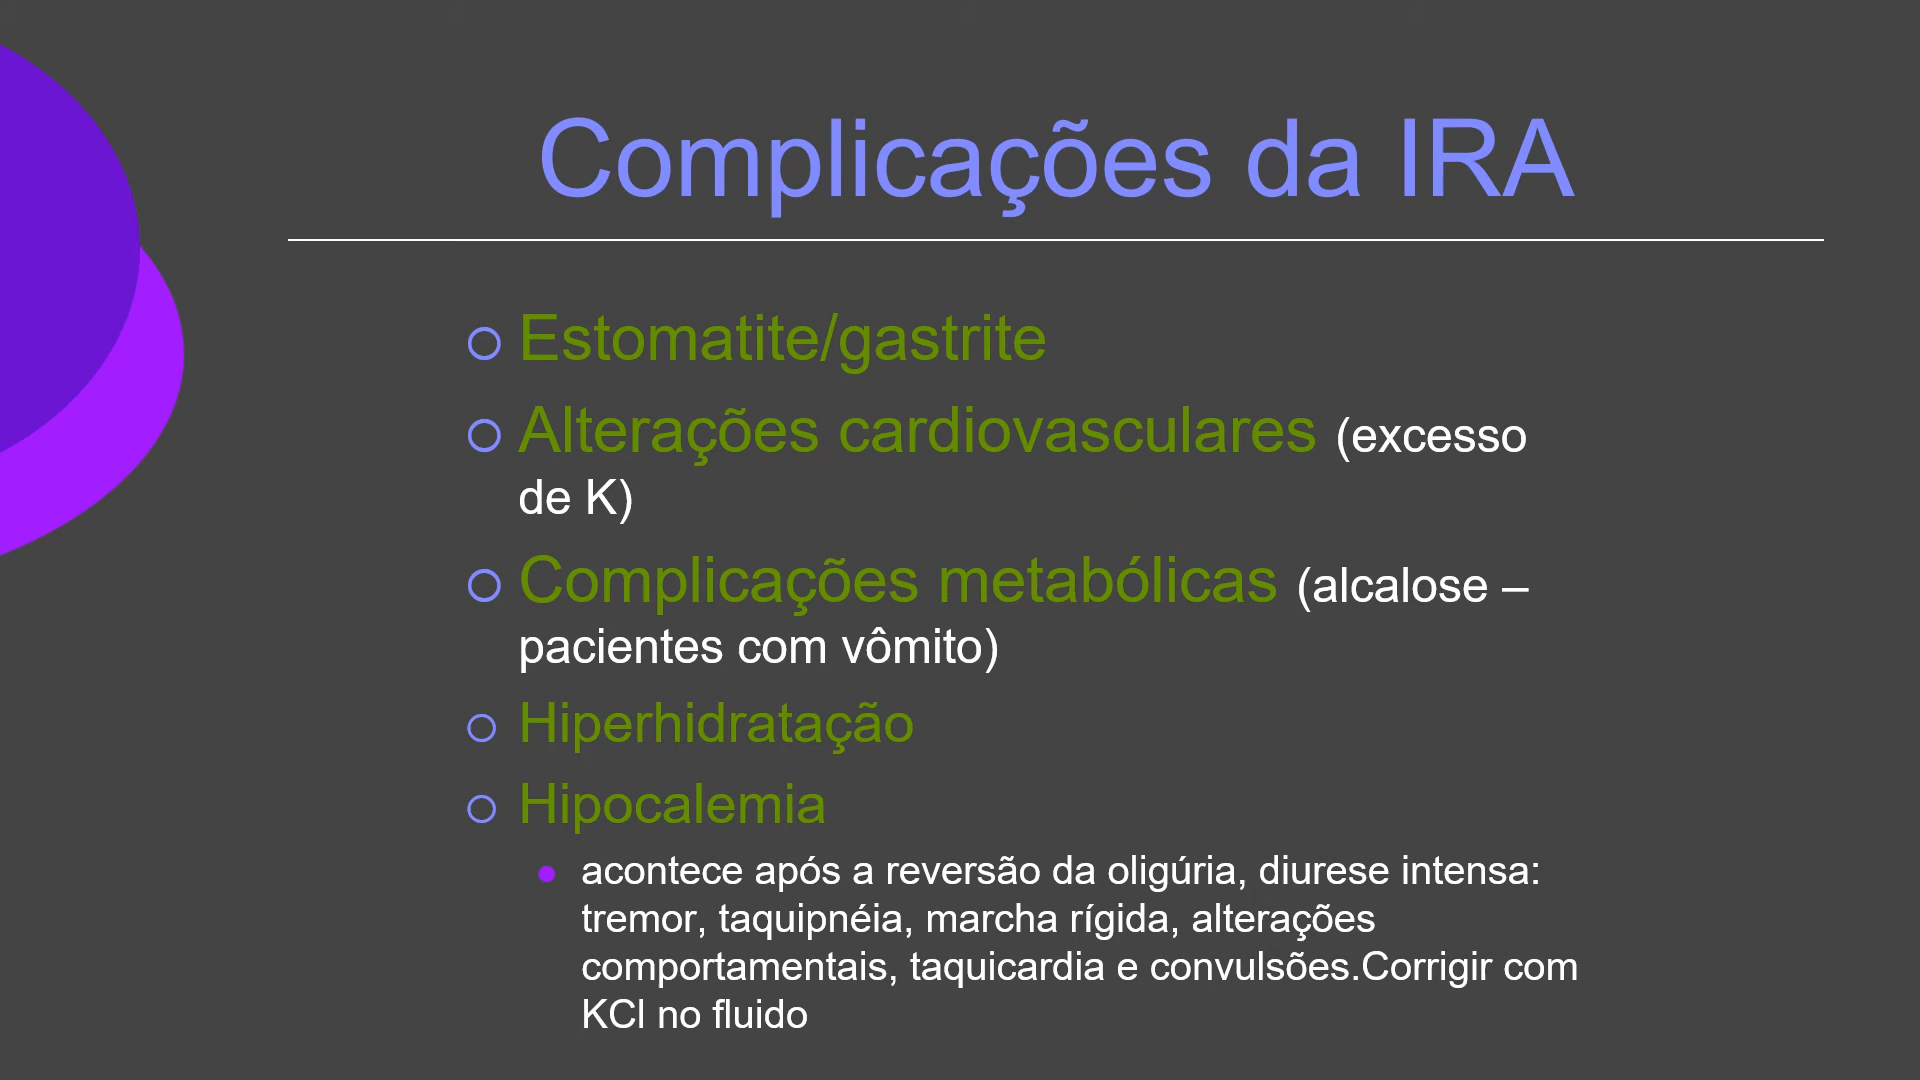 Complicações da IRA
Estomatite/gastrite
Alterações cardiovasculares (excesso
de K)
Complicações metabólicas (alcalose –
pacientes com vômito)
Hiperhidratação
Hipocalemia
acontece após a reversão da oligúria, diurese intensa:
tremor, taquipnéia, marcha rígida, alterações
comportamentais, taquicardia e convulsões.Corrigir com
KCl no fluido